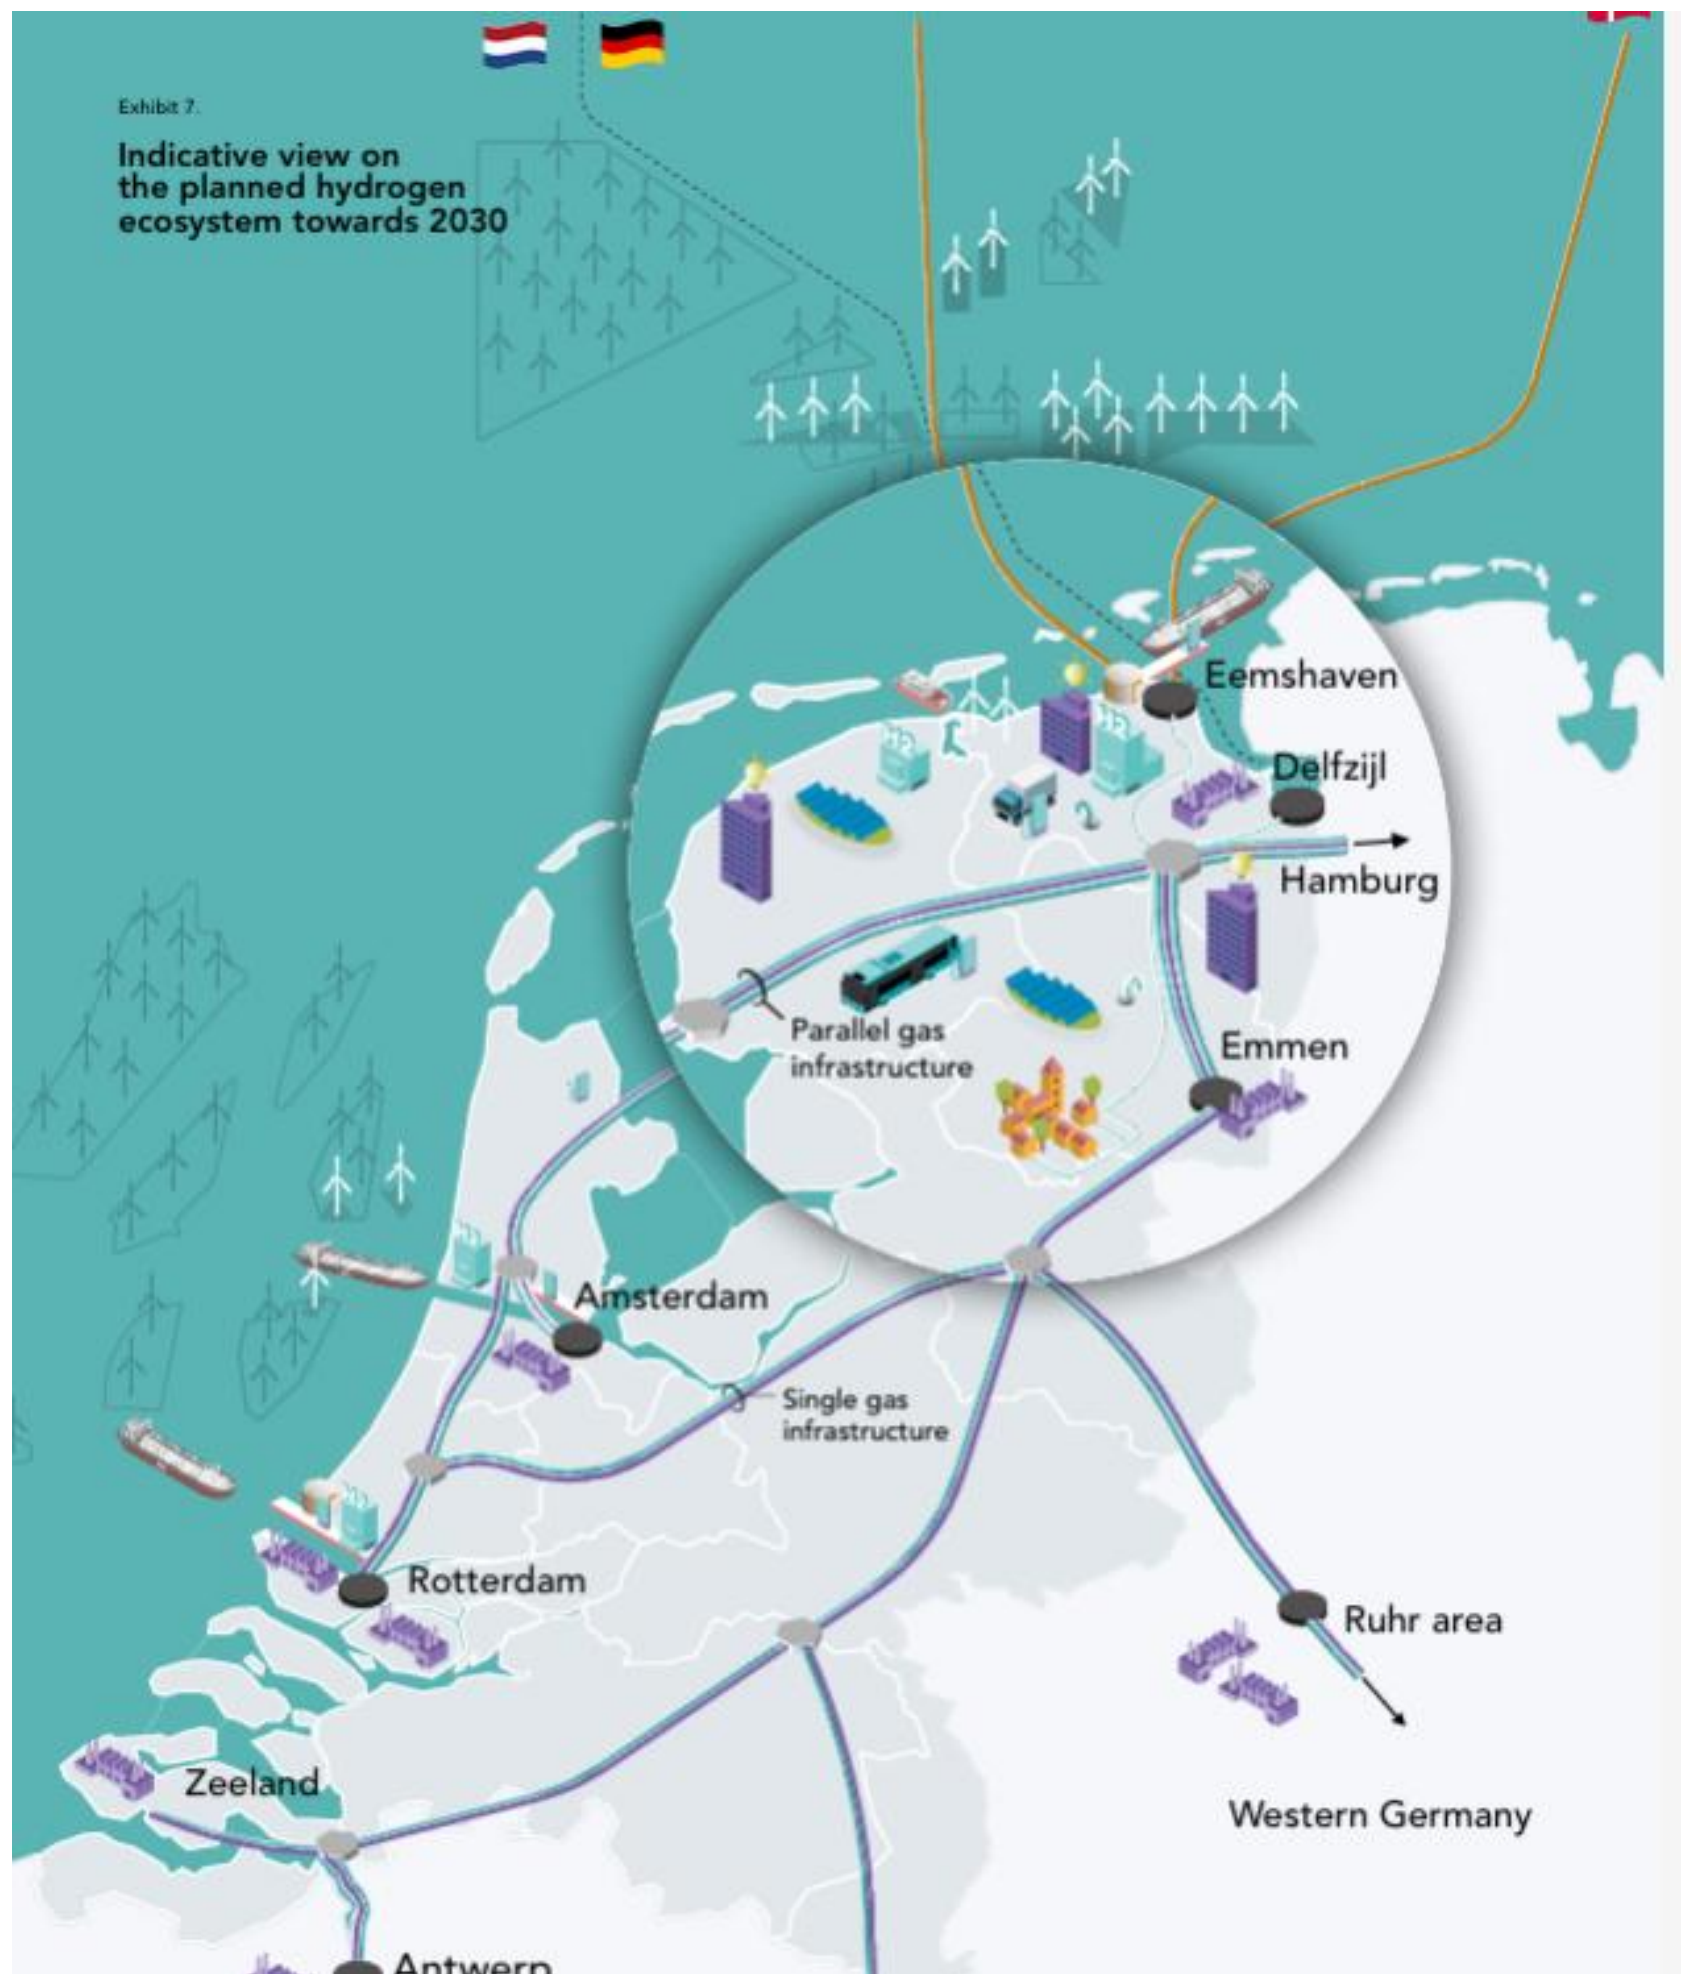 Exhibit 7.
Indicative view on
the planned hydrogen
ecosystem towards 2030
Eemshaven
Delfzijl
Hamburg
Parallel gas
infrastructure
Emmen
Amsterdam
Single gas
infrastructure
Rotterdam
Ruhr area
Zeeland
Western Germany
Antwerp